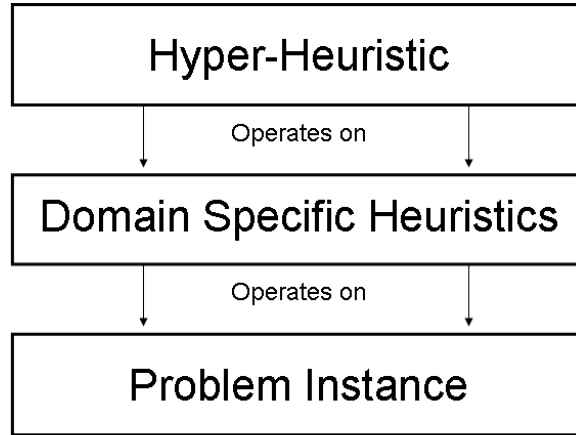 Hyper-Heuristic
Operates on
Domain Specific Heuristics
Operates on
Problem Instance